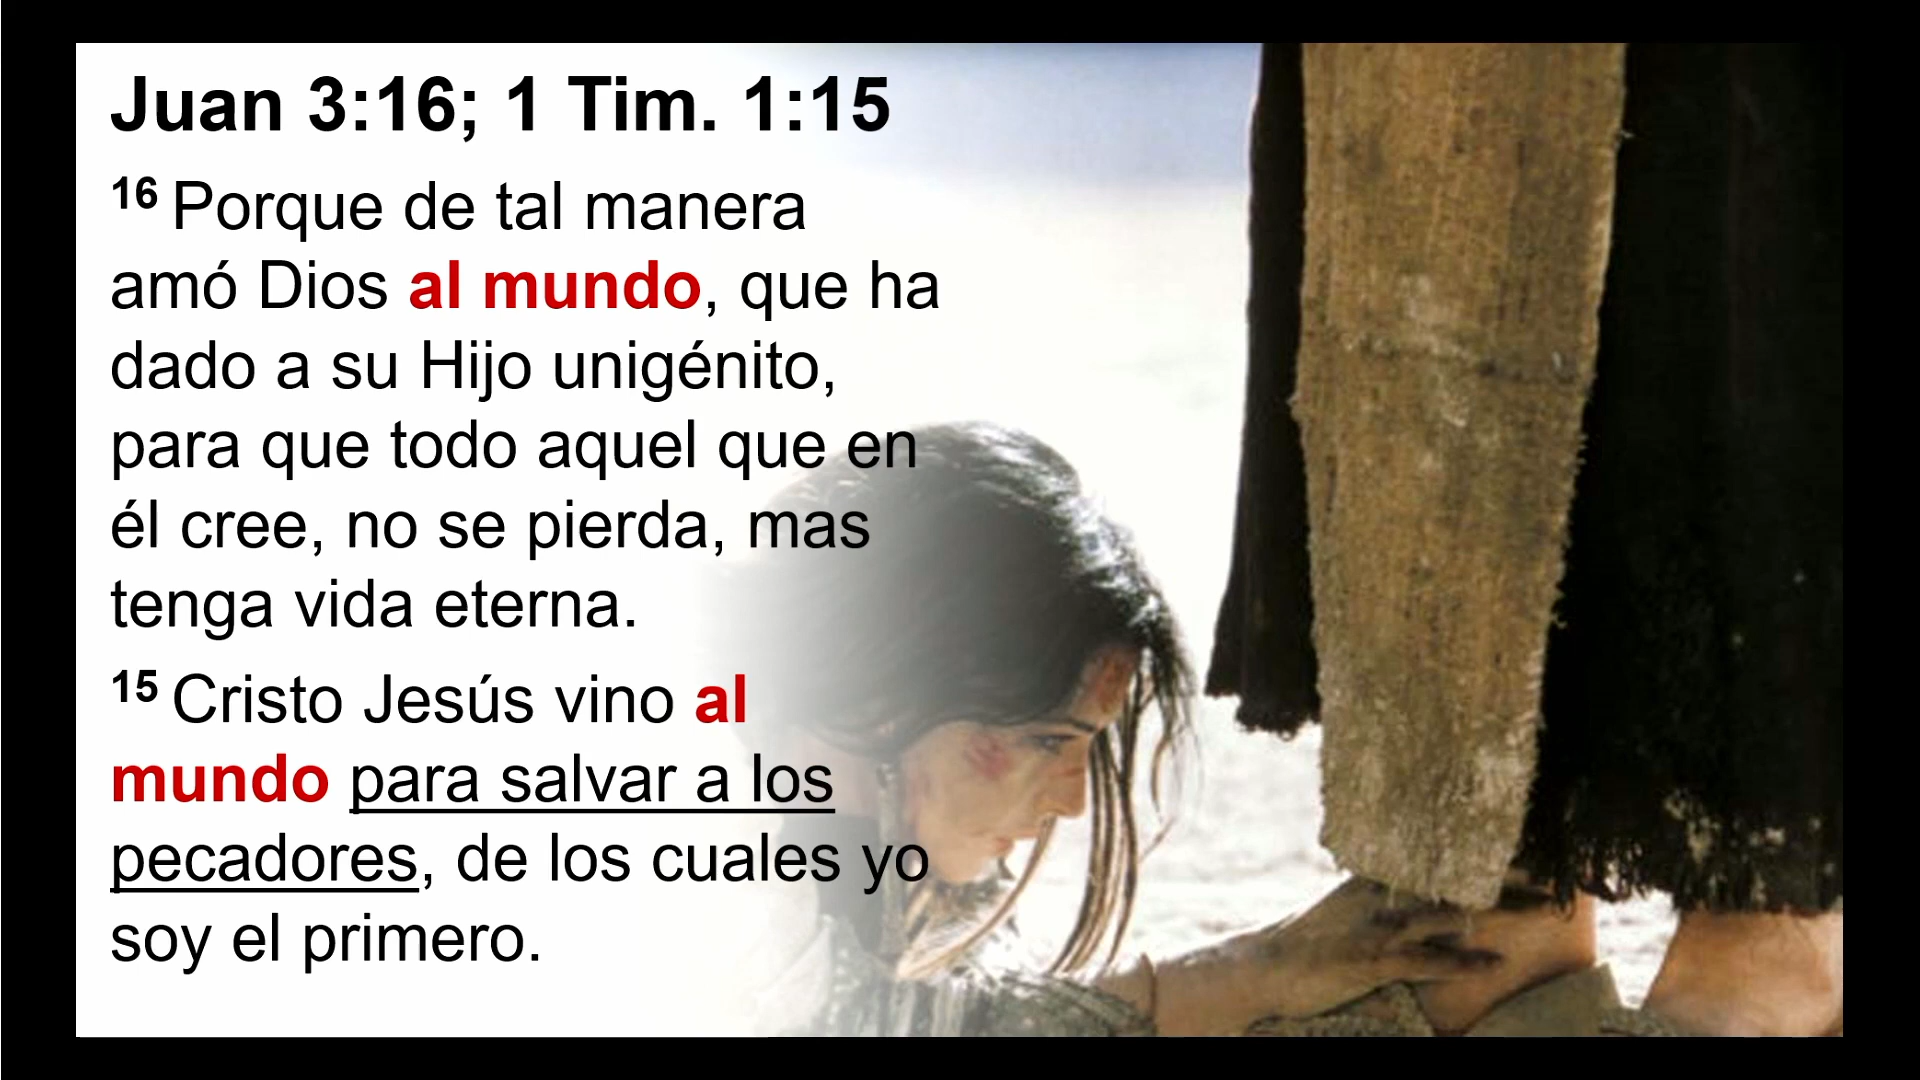 Juan 3:16; 1 Tim. 1:15
16 Porque de tal manera
amó Dios al mundo, que ha
dado a su Hijo unigénito,
para que todo aquel que en
él cree, no se pierda, mas
tenga vida eterna.
15 Cristo Jesús vino al
mundo para salvar a los
pecadores, de los cuales yo
soy el primero.